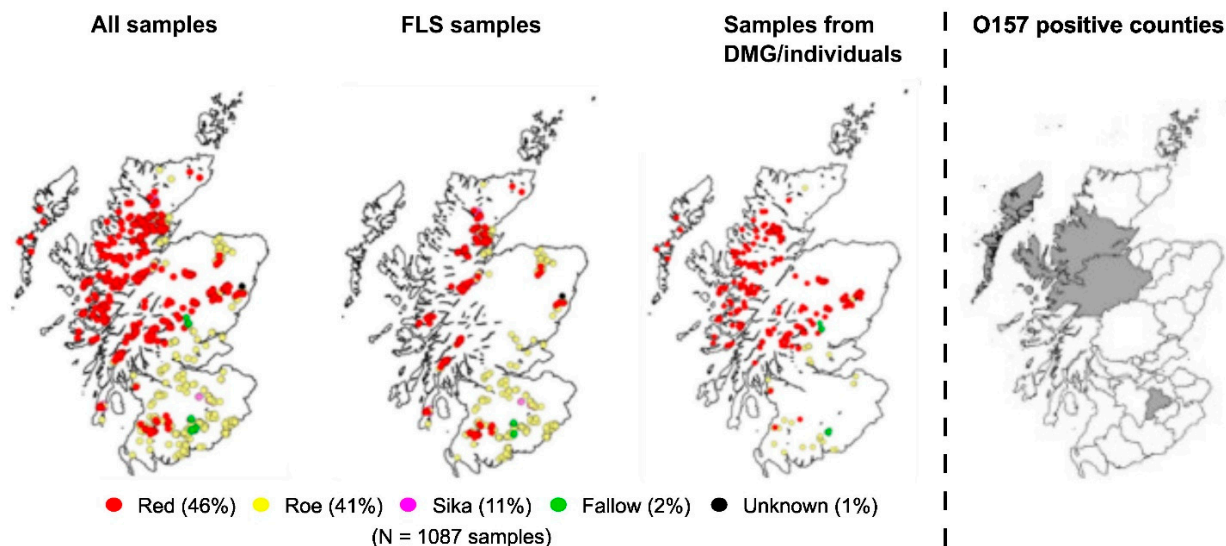 All samples
FLS samples
Samples from
DMG/individuals
O157 positive counties
Red (46%) Roe (41%) Sika (11%) Fallow (2%) Unknown (1%)
(N = 1087 samples)